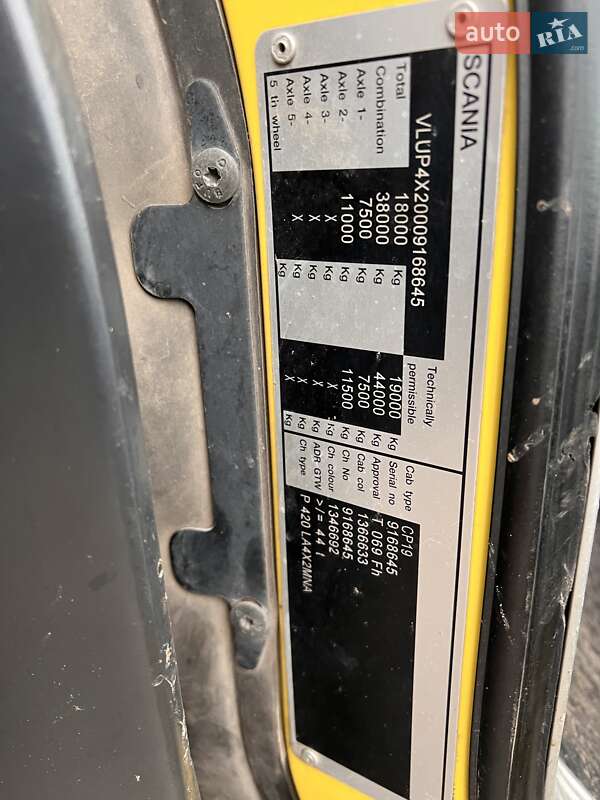 auto RIA .com
SCANIA
VLUP4X20009168645
Technically permissible
Total 18000 Kg 19000 Kg
Combination 38000 Kg 44000 Kg
Axle 1- 7500 Kg 7500 Kg
Axle 2- 11000 Kg 11500 Kg
Axle 3- X Kg X Kg
Axle 4- X Kg X Kg
Axle 5- X Kg X Kg
5 th wheel Kg Kg
Cab type CP19
Serial no 9168645
Approval T 069 Fh
Cab col 1366633
Ch No 9168645
Ch colour 1346692
ADR GTW >/= 44 t
Ch type P 420 LA4X2MNA